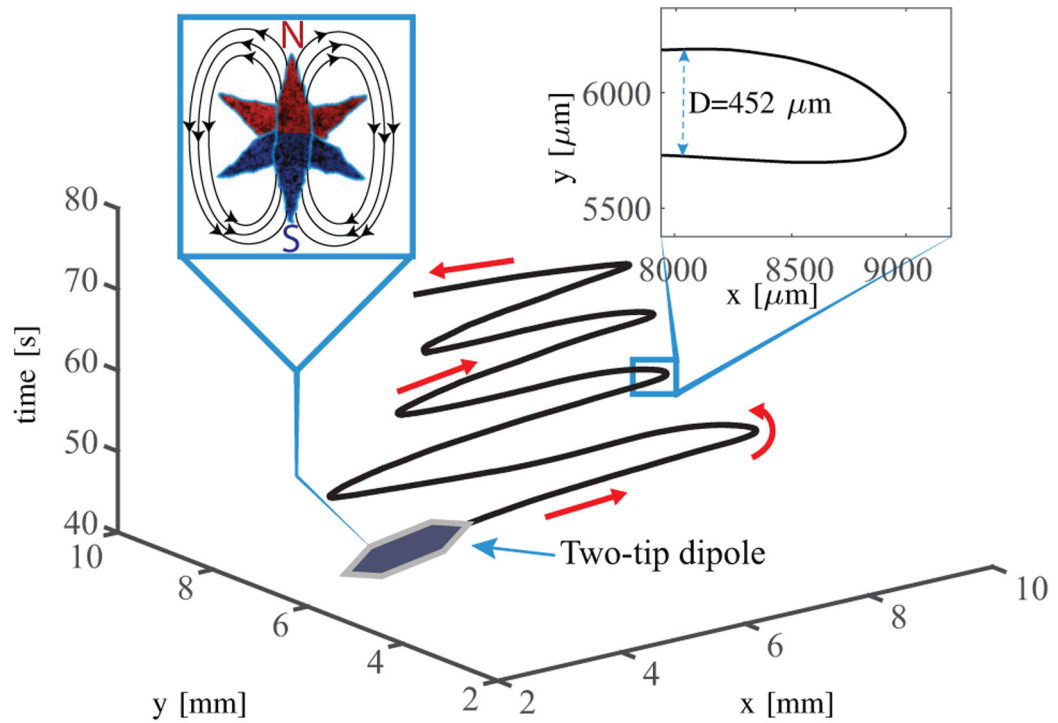 N
S
6000
5500
y [μm]
D=452 μm
8000 8500 9000
x [μm]
80
70
60
50
40
time [s]
Two-tip dipole
10
8
6
4
2
y [mm]
2
4
6
8
10
x [mm]